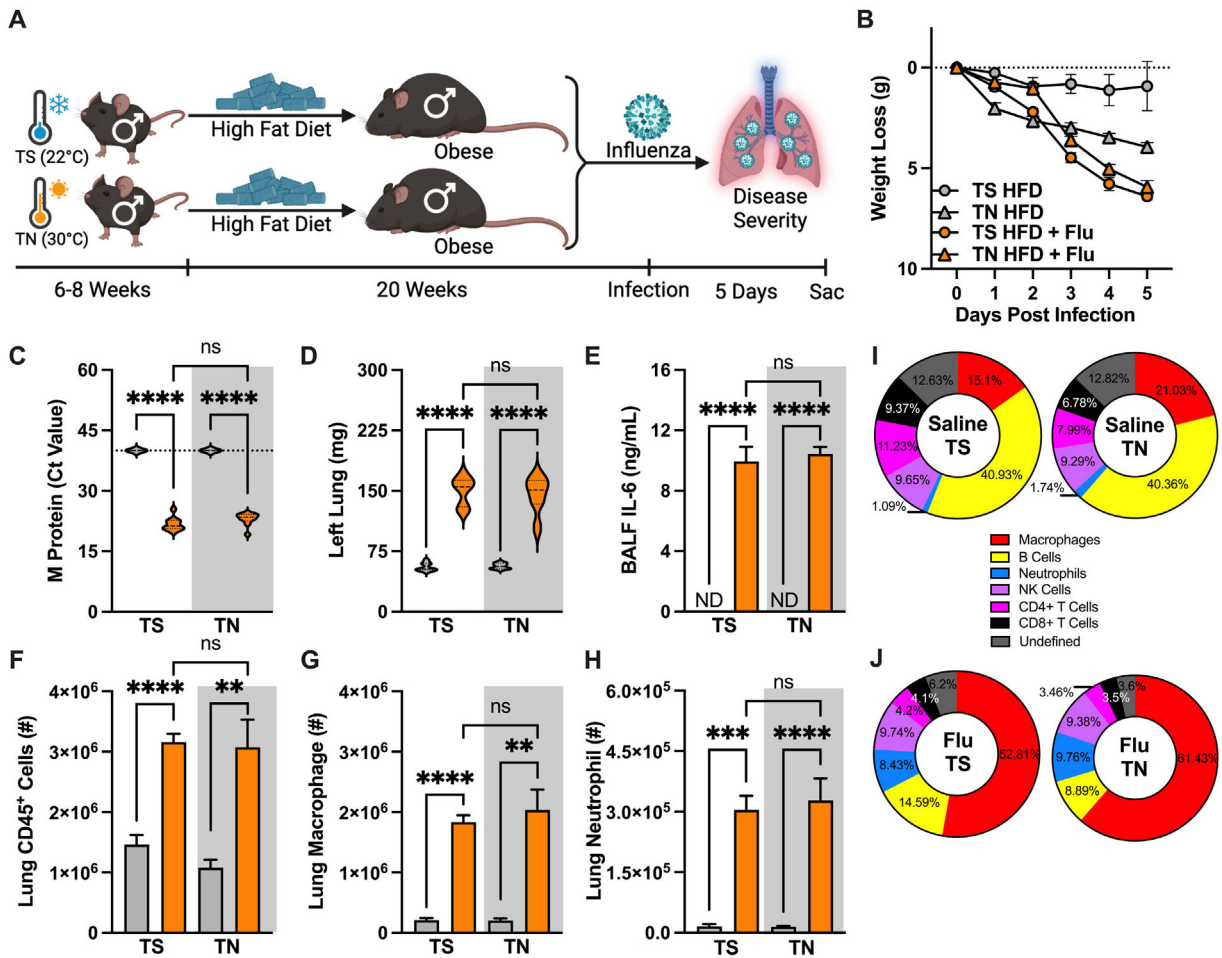 A
TS (22°C)
High Fat Diet
Obese
TN (30°C)
High Fat Diet
Obese
Influenza
Disease
Severity
6-8 Weeks
20 Weeks
Infection
5 Days
Sac
B
Weight Loss (g)
0
5
10
TS HFD
TN HFD
TS HFD + Flu
TN HFD + Flu
0 1 2 3 4 5
Days Post Infection
C
M Protein (Ct Value)
60
45
30
15
0
ns
**** ****
TS TN
D
Left Lung (mg)
300
225
150
75
0
ns
**** ****
TS TN
E
BALF IL-6 (ng/mL)
16
12
8
4
0
ns
**** ****
ND ND
TS TN
F
Lung CD45⁺ Cells (#)
4×10⁶
3×10⁶
2×10⁶
1×10⁶
0
ns
**** **
TS TN
G
Lung Macrophage (#)
4×10⁶
3×10⁶
2×10⁶
1×10⁶
0
ns
**** **
TS TN
H
Lung Neutrophil (#)
6.0×10⁵
4.5×10⁵
3.0×10⁵
1.5×10⁵
0.0
ns
*** ****
TS TN
I
Saline
TS
15.1%
40.93%
1.09%
9.65%
11.23%
9.37%
12.63%
Saline
TN
21.03%
40.36%
1.74%
9.29%
7.99%
6.78%
12.82%
Macrophages
B Cells
Neutrophils
NK Cells
CD4+ T Cells
CD8+ T Cells
Undefined
J
Flu
TS
52.81%
14.59%
8.43%
9.74%
4.2%
4.1%
6.2%
Flu
TN
61.43%
8.89%
9.76%
9.38%
3.46%
3.5%
3.6%